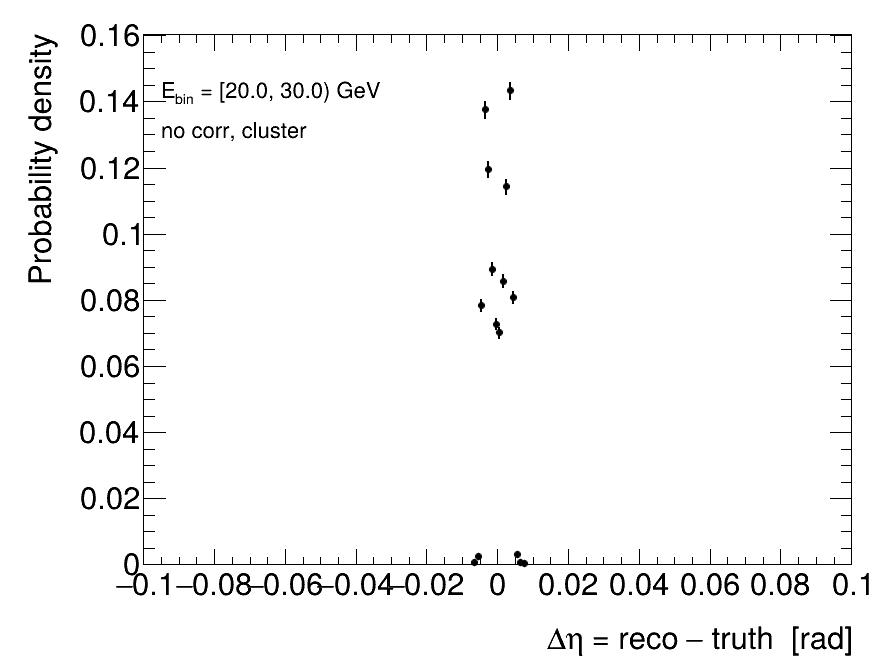 Probability density
0.16
0.14
0.12
0.1
0.08
0.06
0.04
0.02
0
E_bin = [20.0, 30.0) GeV
no corr, cluster
−0.1 −0.08 −0.06 −0.04 −0.02 0 0.02 0.04 0.06 0.08 0.1
Δη = reco − truth [rad]